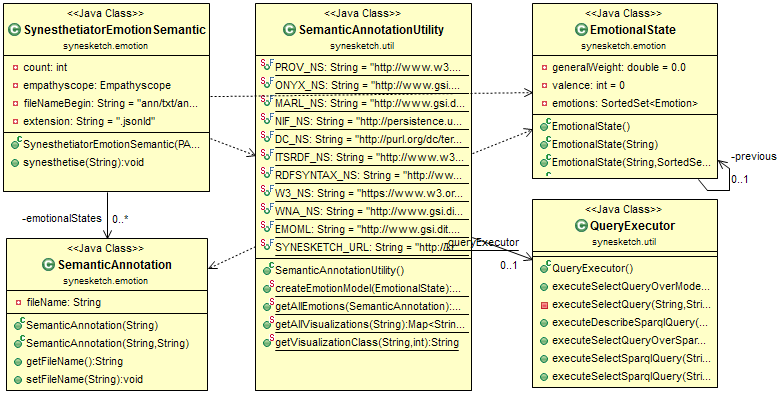 <<Java Class>>
SynesthetiatorEmotionSemantic
synesketch.emotion
count: int
empathyscope: Empathyscope
fileNameBegin: String = "ann/txt/an...
extension: String = ".jsonld"
SynesthetiatorEmotionSemantic(PA...
synesthetise(String):void
-emotionalStates
0..*
<<Java Class>>
SemanticAnnotation
synesketch.emotion
fileName: String
SemanticAnnotation(String)
SemanticAnnotation(String,String)
getFileName():String
setFileName(String):void
<<Java Class>>
SemanticAnnotationUtility
synesketch.util
PROV_NS: String = "http://www.w3....
ONYX_NS: String = "http://www.gsi....
MARL_NS: String = "http://www.gsi.d...
NIF_NS: String = "http://persistence.u...
DC_NS: String = "http://purl.org/dc/ter...
ITSRDF_NS: String = "http://www.w3...
RDFSYNTAX_NS: String = "http://ww...
W3_NS: String = "https://www.w3.or...
WNA_NS: String = "http://www.gsi.di...
EMOML: String = "http://www.gsi.dit....
SYNESKETCH_URL: String = "http://
SemanticAnnotationUtility()
createEmotionModel(EmotionalState):...
getAllEmotions(SemanticAnnotation):...
getAllVisualizations(String):Map<Strin...
getVisualizationClass(String,int):String
-queryExecutor
0..1
<<Java Class>>
EmotionalState
synesketch.emotion
generalWeight: double = 0.0
valence: int = 0
emotions: SortedSet<Emotion>
EmotionalState()
EmotionalState(String)
EmotionalState(String,SortedSe...
-previous
0..1
<<Java Class>>
QueryExecutor
synesketch.util
QueryExecutor()
executeSelectQueryOverMode...
executeSelectQuery(String,Strin...
executeDescribeSparqlQuery(...
executeSelectQueryOverSpar...
executeSelectSparqlQuery(Stri...
executeSelectSparqlQuery(Stri...